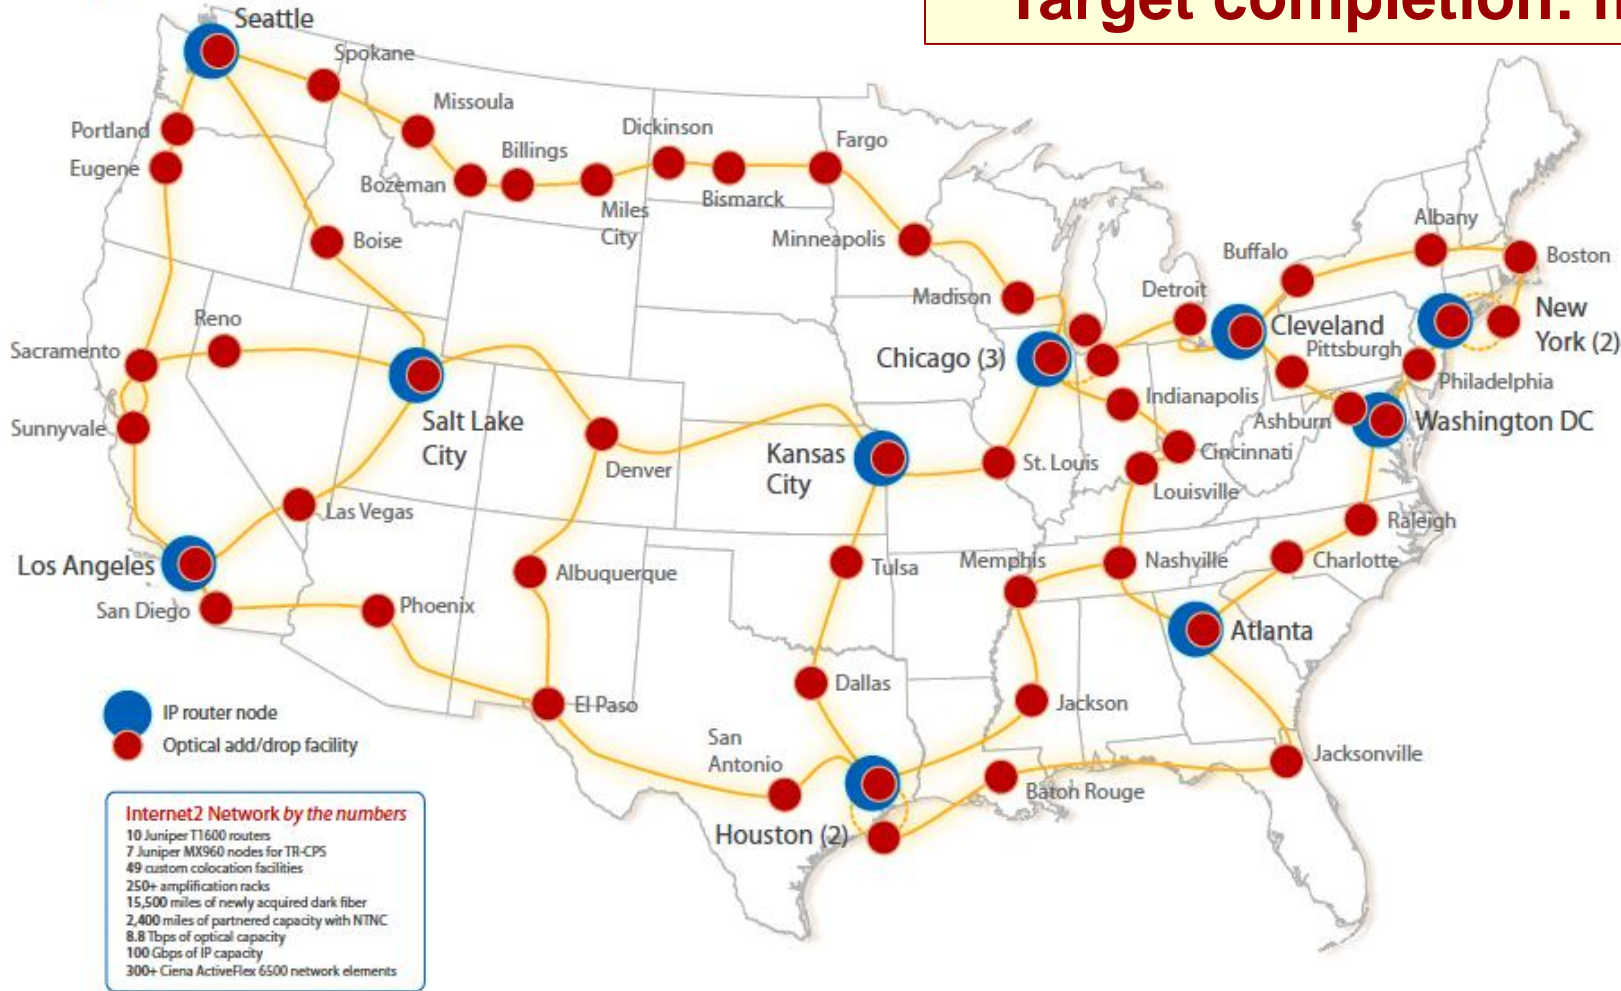 Target completion:
Seattle
Spokane
Missoula
Portland
Dickinson
Fargo
Billings
Eugene
Bozeman
Bismarck
Miles
City
Albany
Boise
Minneapolis
Buffalo
Boston
Detroit
Madison
New
York (2)
Reno
Cleveland
Pittsburgh
Sacramento
Chicago (3)
Philadelphia
Indianapolis
Salt Lake
City
Ashburn
Washington DC
Sunnyvale
Kansas
City
Cincinnati
St. Louis
Denver
Louisville
Las Vegas
Raleigh
Los Angeles
Albuquerque
Tulsa
Memphis
Nashville
Charlotte
San Diego
Phoenix
Atlanta
Dallas
El Paso
Jackson
IP router node
Optical add/drop facility
San
Antonio
Jacksonville
Baton Rouge
Houston (2)
Internet2 Network by the numbers
10 Juniper T1600 routers
7 Juniper MX960 nodes for TR-CPS
49 custom colocation facilities
250+ amplification racks
15,500 miles of newly acquired dark fiber
2,400 miles of partnered capacity with NTNC
8.8 Tbps of optical capacity
100 Gbps of IP capacity
300+ Ciena ActiveFlex 6500 network elements